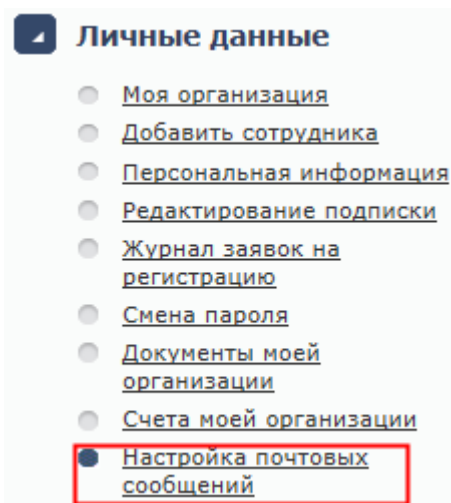 Личные данные
Моя организация
Добавить сотрудника
Персональная информация
Редактирование подписки
Журнал заявок на
регистрацию
Смена пароля
Документы моей
организации
Счета моей организации
Настройка почтовых
сообщений